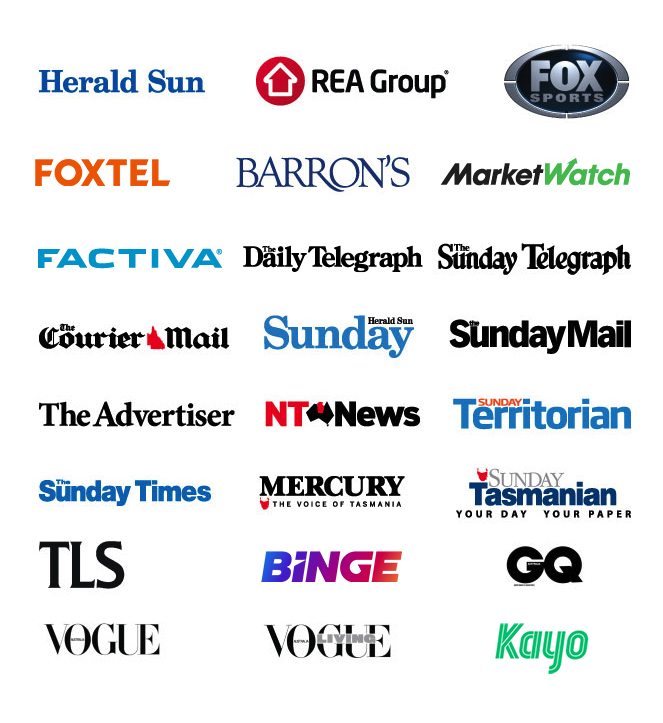 Herald Sun
REA Group®
FOX
SPORTS
FOXTEL
BARRON'S
MarketWatch
FACTIVA®
The Daily Telegraph
The Sunday Telegraph
The Courier Mail
Herald Sun
Sunday
The Sunday Mail
The Advertiser
NT News
SUNDAY
Territorian
The Sunday Times
MERCURY
THE VOICE OF TASMANIA
SUNDAY
Tasmanian
YOUR DAY YOUR PAPER
TLS
BINGE
GQ
VOGUE
AUSTRALIA
VOGUE
AUSTRALIA
LIVING
Kayo